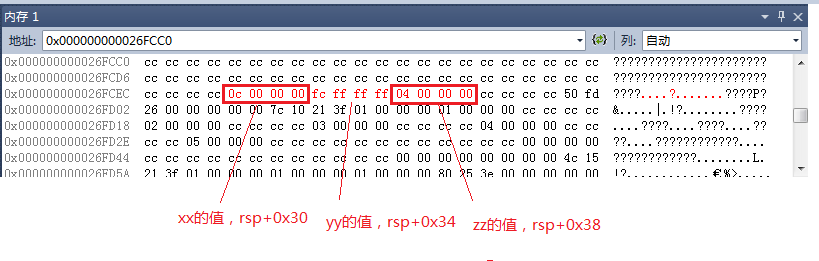 内存 1
地址: 0x000000000026FCC0 列: 自动
0x000000000026FCC0 cc cc cc cc cc cc cc cc cc cc cc cc cc cc cc cc cc cc cc cc cc cc ??????????????????????
0x000000000026FCD6 cc cc cc cc cc cc cc cc cc cc cc cc cc cc cc cc cc cc cc cc cc cc ??????????????????????
0x000000000026FCEC cc cc cc cc 0c 00 00 00 fc ff ff ff 04 00 00 00 cc cc cc cc 50 fd ????....?.......????P?
0x000000000026FD02 26 00 00 00 00 00 7c 10 21 3f 01 00 00 00 01 00 00 00 cc cc cc cc &.....|.!?........????
0x000000000026FD18 02 00 00 00 cc cc cc cc 03 00 00 00 cc cc cc cc 04 00 00 00 cc cc ....????....????....??
0x000000000026FD2E cc cc 05 00 00 00 cc cc cc cc cc cc cc cc cc cc cc cc cc cc cc cc ??....????????????????
0x000000000026FD44 cc cc cc cc cc cc cc cc cc cc cc cc 00 00 00 00 00 00 00 00 4c 15 ????????????........L.
0x000000000026FD5A 21 3f 01 00 00 00 01 00 00 00 00 00 00 00 80 25 3e 00 00 00 00 00 !?............€%>.....
xx的值，rsp+0x30
yy的值，rsp+0x34
zz的值，rsp+0x38